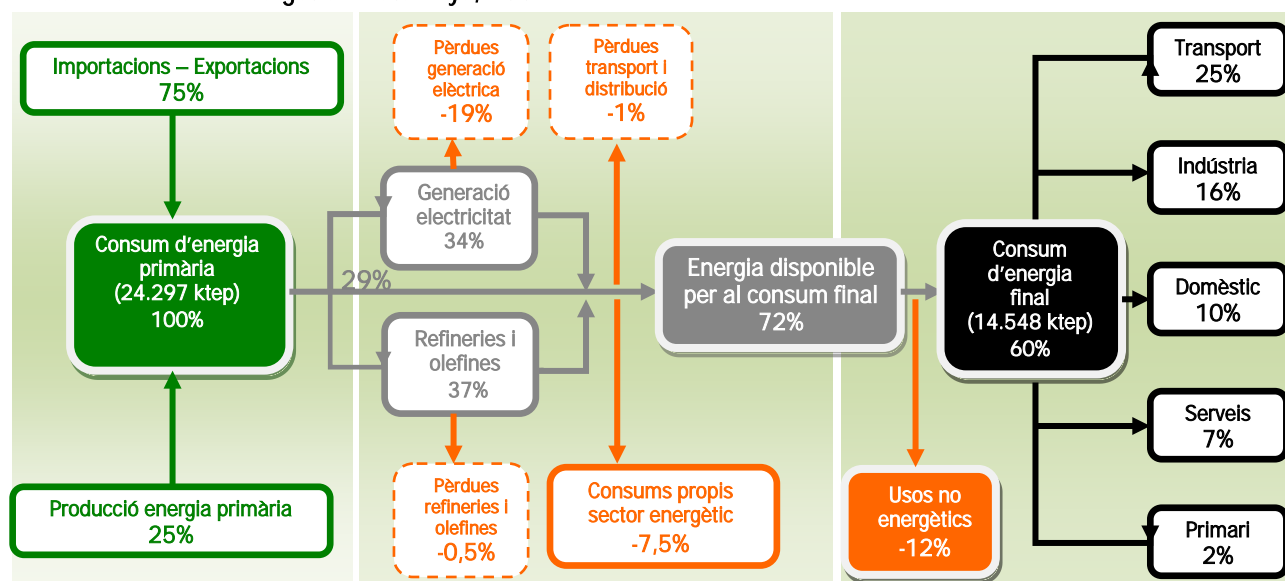 Importacions – Exportacions
75%
Consum d'energia
primària
(24.297 ktep)
100%
Producció energia primària
25%
Pèrdues
generació
elèctrica
-19%
Pèrdues
transport i
distribució
-1%
Generació
electricitat
34%
29%
Refineries i
olefines
37%
Pèrdues
refineries i
olefines
-0,5%
Consums propis
sector energètic
-7,5%
Energia disponible
per al consum final
72%
Usos no
energètics
-12%
Consum
d'energia
final
(14.548 ktep)
60%
Transport
25%
Indústria
16%
Domèstic
10%
Serveis
7%
Primari
2%